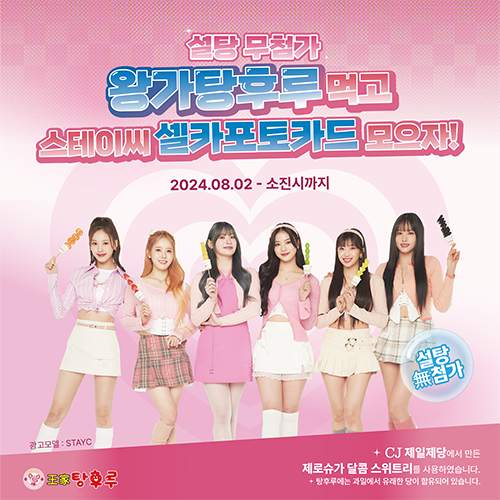 설탕 무첨가
왕가탕후루 먹고
스테이씨 셀카포토카드 모으자!
2024.08.02 - 소진시까지
설탕
無첨가
광고모델 : STAYC
王家 탕후루
+ CJ 제일제당에서 만든
제로슈가 달콤 스위트리를 사용하였습니다.
+ 탕후루에는 과일에서 유래한 당이 함유되어 있습니다.